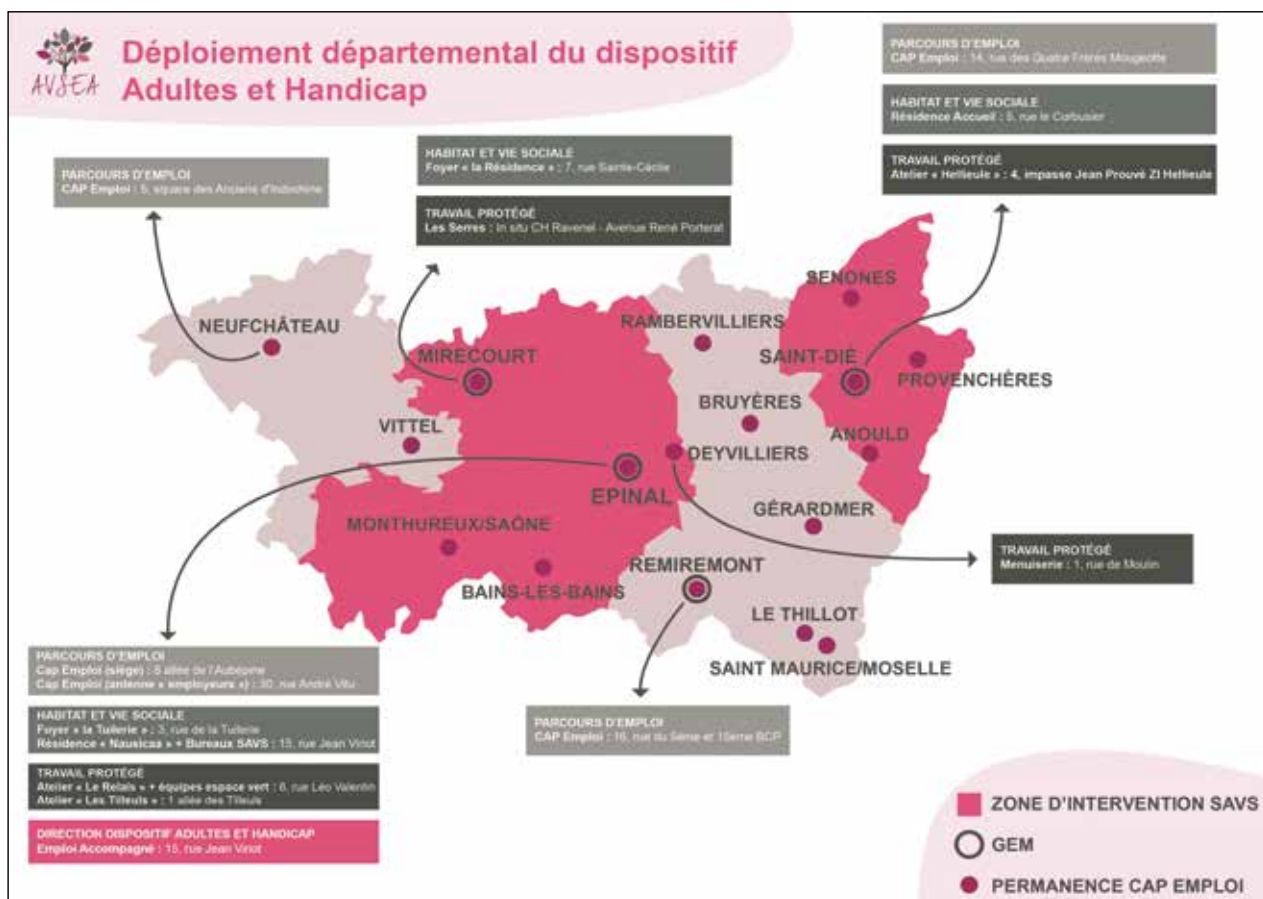 AVSEA
Déploiement départemental du dispositif
Adultes et Handicap
PARCOURS D'EMPLOI
CAP Emploi : 14, rue des Quatre Frères Mougeotte
HABITAT ET VIE SOCIALE
Résidence Accueil : 5, rue le Corbusier
TRAVAIL PROTÉGÉ
Atelier « Hellieule » : 4, impasse Jean Prouvé ZI Hellieule
HABITAT ET VIE SOCIALE
Foyer « la Résidence » : 7, rue Sainte-Cécile
TRAVAIL PROTÉGÉ
Les Serres : In situ CH Ravenel - Avenue René Porterat
PARCOURS D'EMPLOI
CAP Emploi : 5, square des Anciens d'Indochine
SENONES
NEUFCHÂTEAU
RAMBERVILLIERS
MIRECOURT
SAINT-DIÉ
PROVENCHÈRES
BRUYÈRES
VITTEL
ANOULD
DEYVILLIERS
EPINAL
GÉRARDMER
MONTHUREUX/SAÔNE
REMIREMONT
BAINS-LES-BAINS
LE THILLOT
SAINT MAURICE/MOSELLE
TRAVAIL PROTÉGÉ
Menuiserie : 1, rue de Moulin
PARCOURS D'EMPLOI
Cap Emploi (siège) : 8 allée de l'Aubépine
Cap Emploi (antenne « employeurs ») : 30, rue André Vitu
HABITAT ET VIE SOCIALE
Foyer « la Tuilerie » : 3, rue de la Tuilerie
Résidence « Nausicaa » + Bureaux SAVS : 15, rue Jean Viriot
TRAVAIL PROTÉGÉ
Atelier « Le Relais » + équipes espace vert : 6, rue Léo Valentin
Atelier « Les Tilleuls » : 1 allée des Tilleuls
DIRECTION DISPOSITIF ADULTES ET HANDICAP
Emploi Accompagné : 15, rue Jean Viriot
PARCOURS D'EMPLOI
CAP Emploi : 16, rue du 5ème et 15ème BCP
ZONE D'INTERVENTION SAVS
GEM
PERMANENCE CAP EMPLOI